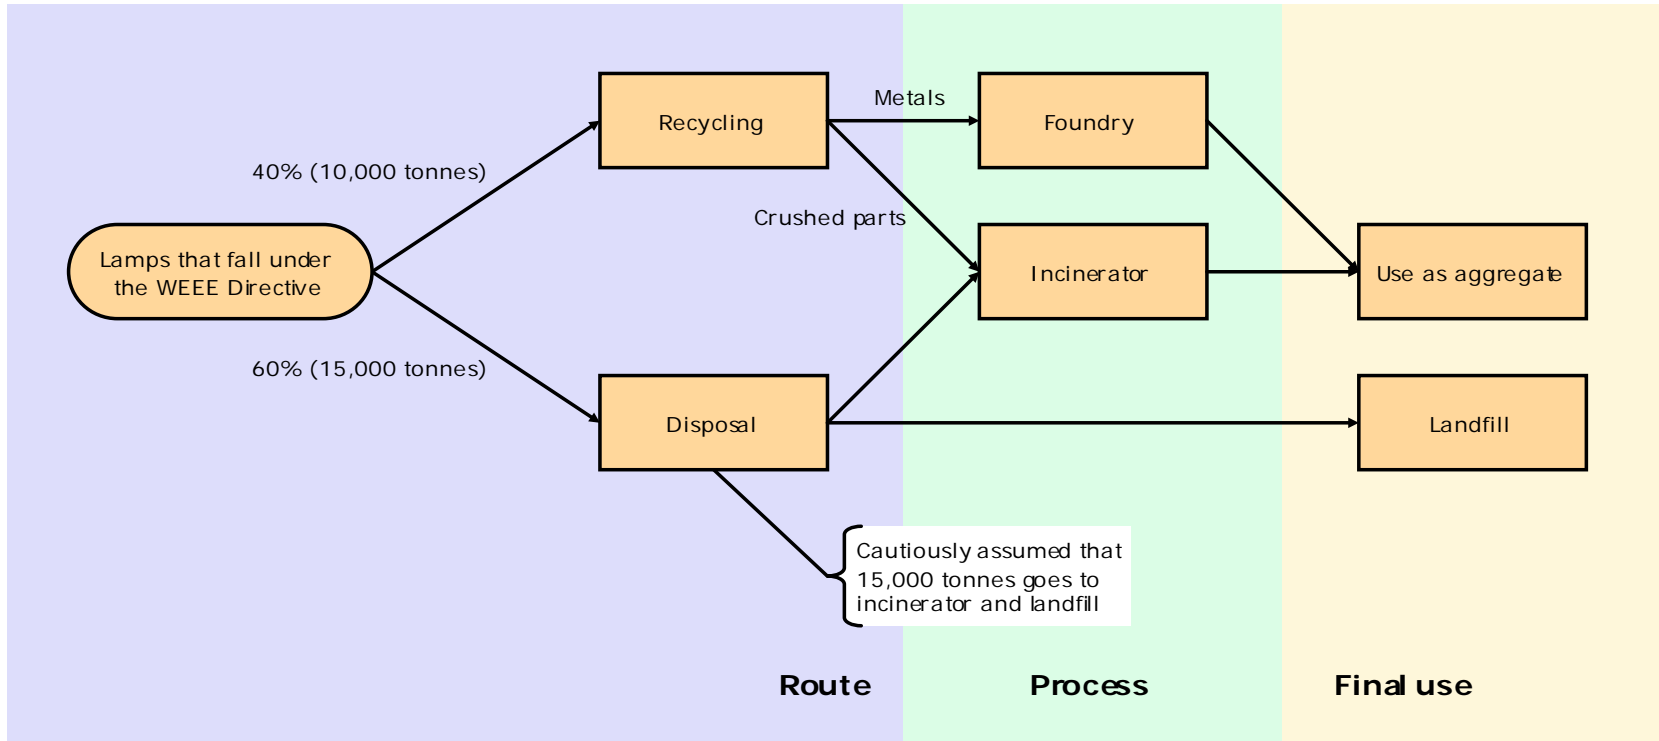 Metals
Recycling
Foundry
40% (10,000 tonnes)
Crushed parts
Lamps that fall under
the WEEE Directive
Incinerator
Use as aggregate
60% (15,000 tonnes)
Disposal
Landfill
Cautiously assumed that
15,000 tonnes goes to
incinerator and landfill
Route
Process
Final use